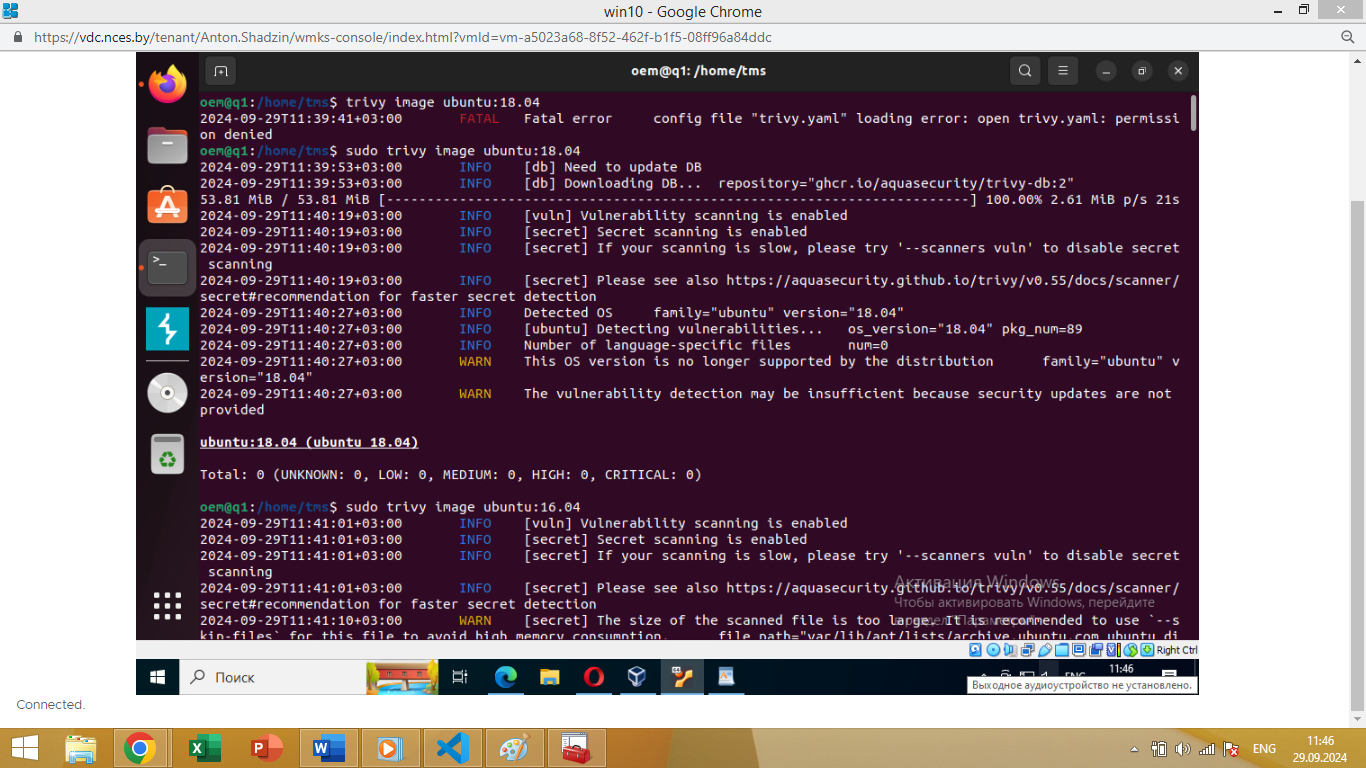 win10 - Google Chrome
https://vdc.nces.by/tenant/Anton.Shadzin/wmks-console/index.html?vmId=vm-a5023a68-8f52-462f-b1f5-08ff96a84ddc
oem@q1: /home/tms
oem@q1:/home/tms$ trivy image ubuntu:18.04
2024-09-29T11:39:41+03:00 FATAL Fatal error config file "trivy.yaml" loading error: open trivy.yaml: permissi
on denied
oem@q1:/home/tms$ sudo trivy image ubuntu:18.04
2024-09-29T11:39:53+03:00 INFO [db] Need to update DB
2024-09-29T11:39:53+03:00 INFO [db] Downloading DB... repository="ghcr.io/aquasecurity/trivy-db:2"
53.81 MiB / 53.81 MiB [------------------------------------------------------------------------] 100.00% 2.61 MiB p/s 21s
2024-09-29T11:40:19+03:00 INFO [vuln] Vulnerability scanning is enabled
2024-09-29T11:40:19+03:00 INFO [secret] Secret scanning is enabled
2024-09-29T11:40:19+03:00 INFO [secret] If your scanning is slow, please try '--scanners vuln' to disable secret
scanning
2024-09-29T11:40:19+03:00 INFO [secret] Please see also https://aquasecurity.github.io/trivy/v0.55/docs/scanner/
secret#recommendation for faster secret detection
2024-09-29T11:40:27+03:00 INFO Detected OS family="ubuntu" version="18.04"
2024-09-29T11:40:27+03:00 INFO [ubuntu] Detecting vulnerabilities... os_version="18.04" pkg_num=89
2024-09-29T11:40:27+03:00 INFO Number of language-specific files num=0
2024-09-29T11:40:27+03:00 WARN This OS version is no longer supported by the distribution family="ubuntu" v
ersion="18.04"
2024-09-29T11:40:27+03:00 WARN The vulnerability detection may be insufficient because security updates are not
provided
ubuntu:18.04 (ubuntu 18.04)
Total: 0 (UNKNOWN: 0, LOW: 0, MEDIUM: 0, HIGH: 0, CRITICAL: 0)
oem@q1:/home/tms$ sudo trivy image ubuntu:16.04
2024-09-29T11:41:01+03:00 INFO [vuln] Vulnerability scanning is enabled
2024-09-29T11:41:01+03:00 INFO [secret] Secret scanning is enabled
2024-09-29T11:41:01+03:00 INFO [secret] If your scanning is slow, please try '--scanners vuln' to disable secret
scanning
2024-09-29T11:41:01+03:00 INFO [secret] Please see also https://aquasecurity.github.io/trivy/v0.55/docs/scanner/
secret#recommendation for faster secret detection
2024-09-29T11:41:10+03:00 WARN [secret] The size of the scanned file is too large. It is recommended to use `--s
kip-files` for this file to avoid high memory consumption. file_path="var/lib/apt/lists/archive.ubuntu.com_ubuntu_di
Активация Windows
Чтобы активировать Windows, перейдите
в раздел "Параметры".
Right Ctrl
Поиск
ENG
11:46
Выходное аудиоустройство не установлено.
Connected.
ENG
11:46
29.09.2024